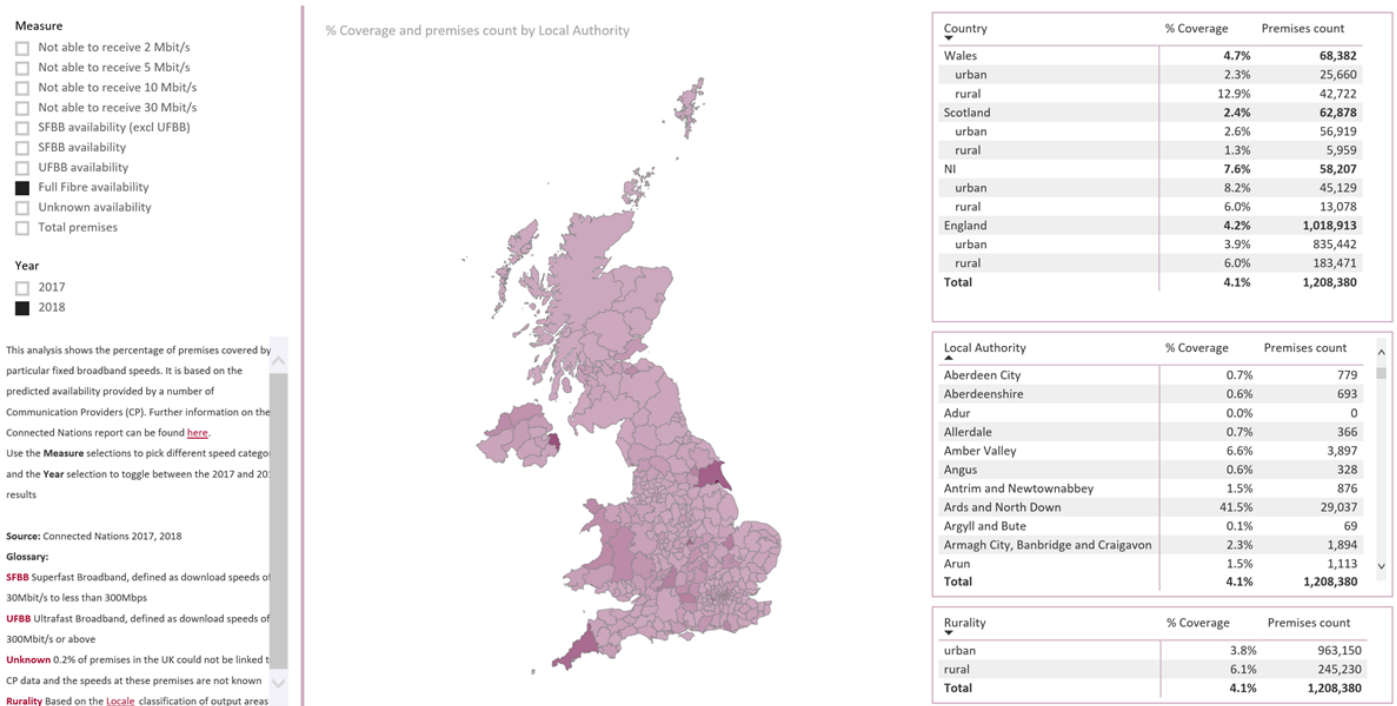 Measure
Not able to receive 2 Mbit/s
Not able to receive 5 Mbit/s
Not able to receive 10 Mbit/s
Not able to receive 30 Mbit/s
SFBB availability (excl UFBB)
SFBB availability
UFBB availability
Full Fibre availability
Unknown availability
Total premises
Year
2017
2018
This analysis shows the percentage of premises covered by
particular fixed broadband speeds. It is based on the
predicted availability provided by a number of
Communication Providers (CP). Further information on the
Connected Nations report can be found here.
Use the Measure selections to pick different speed categor
and the Year selection to toggle between the 2017 and 20
results
Source: Connected Nations 2017, 2018
Glossary:
SFBB Superfast Broadband, defined as download speeds of
30Mbit/s to less than 300Mbps
UFBB Ultrafast Broadband, defined as download speeds of
300Mbit/s or above
Unknown 0.2% of premises in the UK could not be linked t
CP data and the speeds at these premises are not known
Rurality Based on the Locale classification of output areas
% Coverage and premises count by Local Authority
Country % Coverage Premises count
Wales 4.7% 68,382
urban 2.3% 25,660
rural 12.9% 42,722
Scotland 2.4% 62,878
urban 2.6% 56,919
rural 1.3% 5,959
NI 7.6% 58,207
urban 8.2% 45,129
rural 6.0% 13,078
England 4.2% 1,018,913
urban 3.9% 835,442
rural 6.0% 183,471
Total 4.1% 1,208,380
Local Authority % Coverage Premises count
Aberdeen City 0.7% 779
Aberdeenshire 0.6% 693
Adur 0.0% 0
Allerdale 0.7% 366
Amber Valley 6.6% 3,897
Angus 0.6% 328
Antrim and Newtownabbey 1.5% 876
Ards and North Down 41.5% 29,037
Argyll and Bute 0.1% 69
Armagh City, Banbridge and Craigavon 2.3% 1,894
Arun 1.5% 1,113
Total 4.1% 1,208,380
Rurality % Coverage Premises count
urban 3.8% 963,150
rural 6.1% 245,230
Total 4.1% 1,208,380